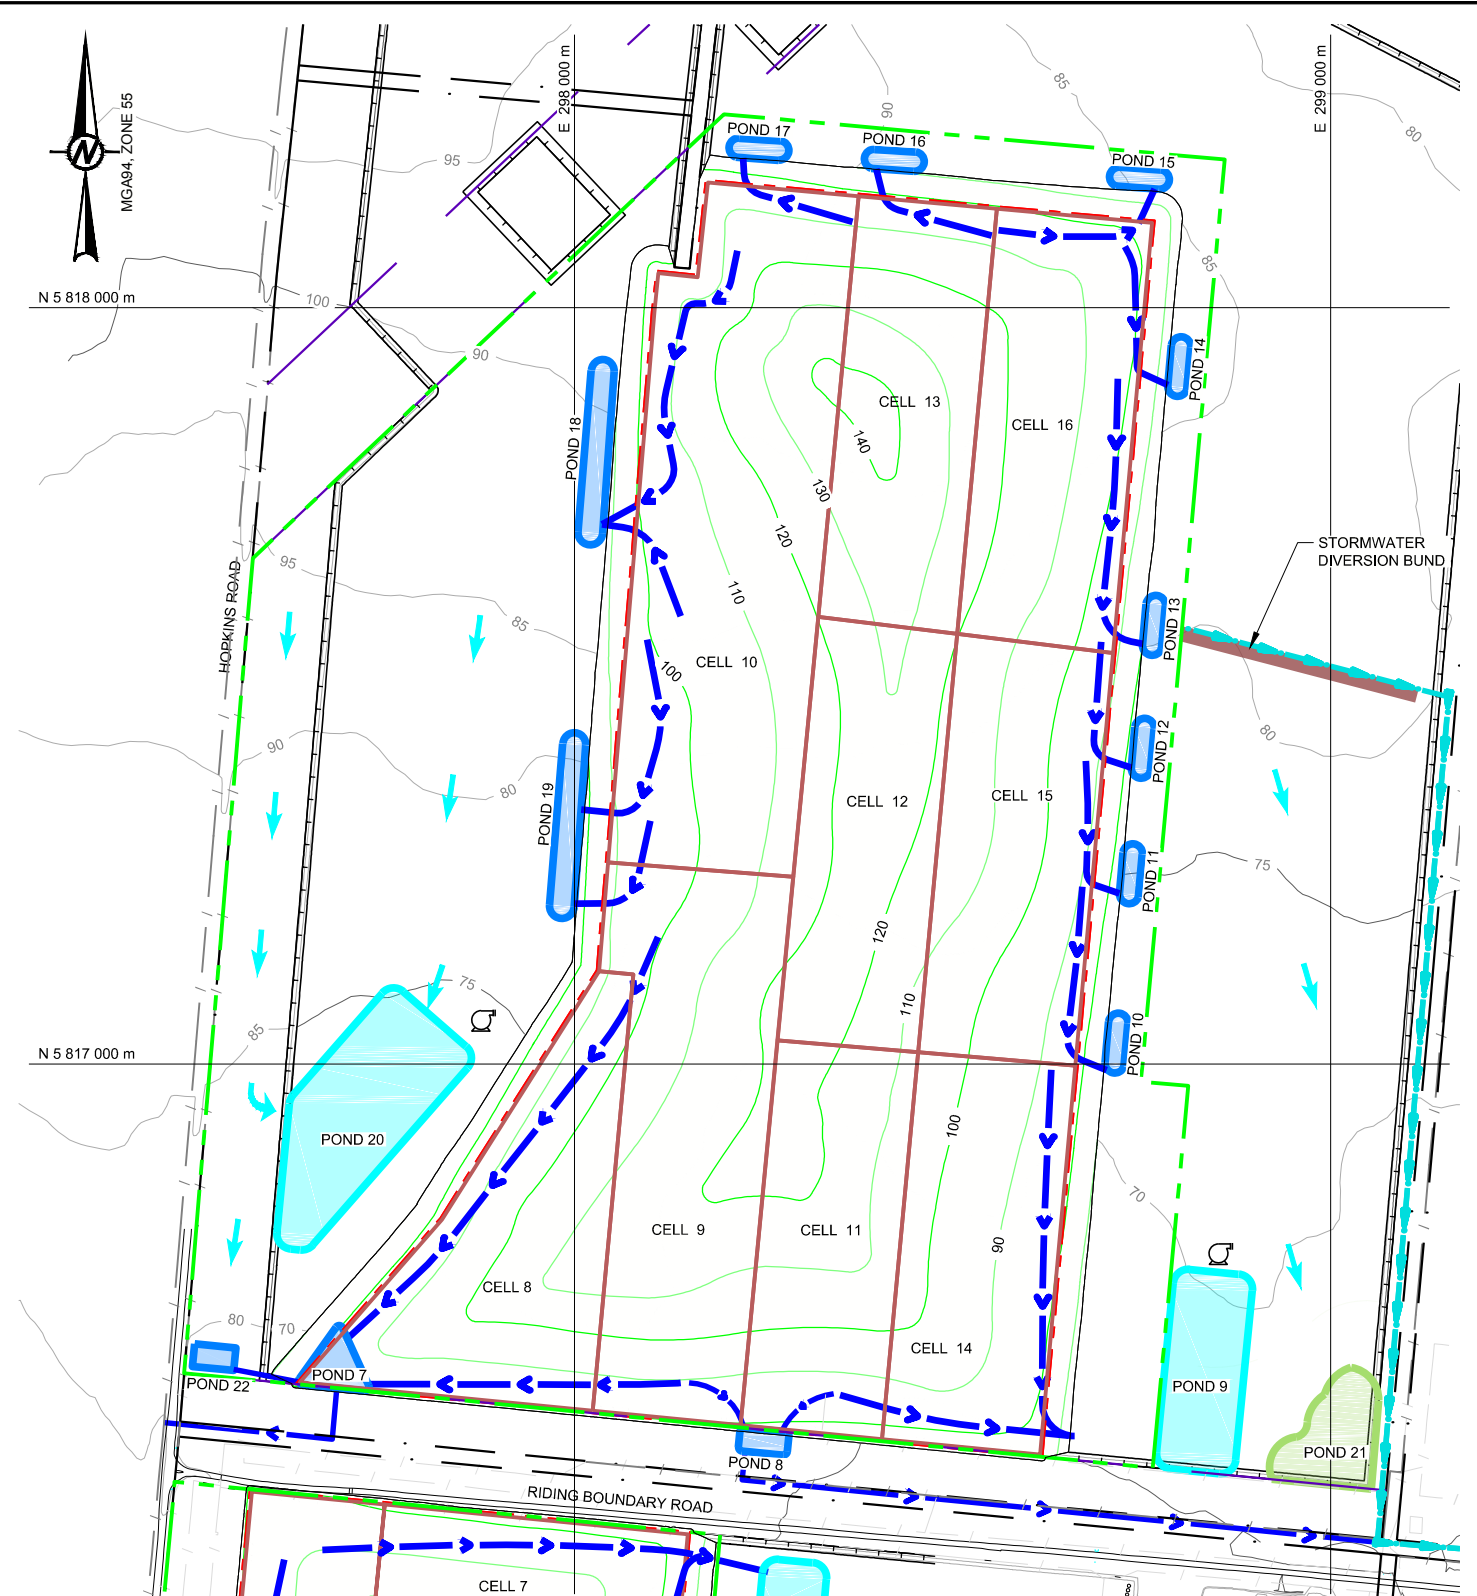 MGA94, ZONE 55
N
E 298 000 m
E 299 000 m
POND 17
POND 16
POND 15
90
85
80
95
85
N 5 818 000 m
100
90
POND 14
CELL 13
CELL 16
140
POND 18
130
120
95
HOPKINS ROAD
85
110
STORMWATER
DIVERSION BUND
POND 13
100
CELL 10
90
80
POND 12
80
POND 19
CELL 12
CELL 15
POND 11
75
120
75
85
110
N 5 817 000 m
POND 10
POND 20
100
70
CELL 9
CELL 11
90
CELL 8
80
70
CELL 14
POND 22
POND 7
POND 9
POND 8
POND 21
RIDING BOUNDARY ROAD
CELL 7